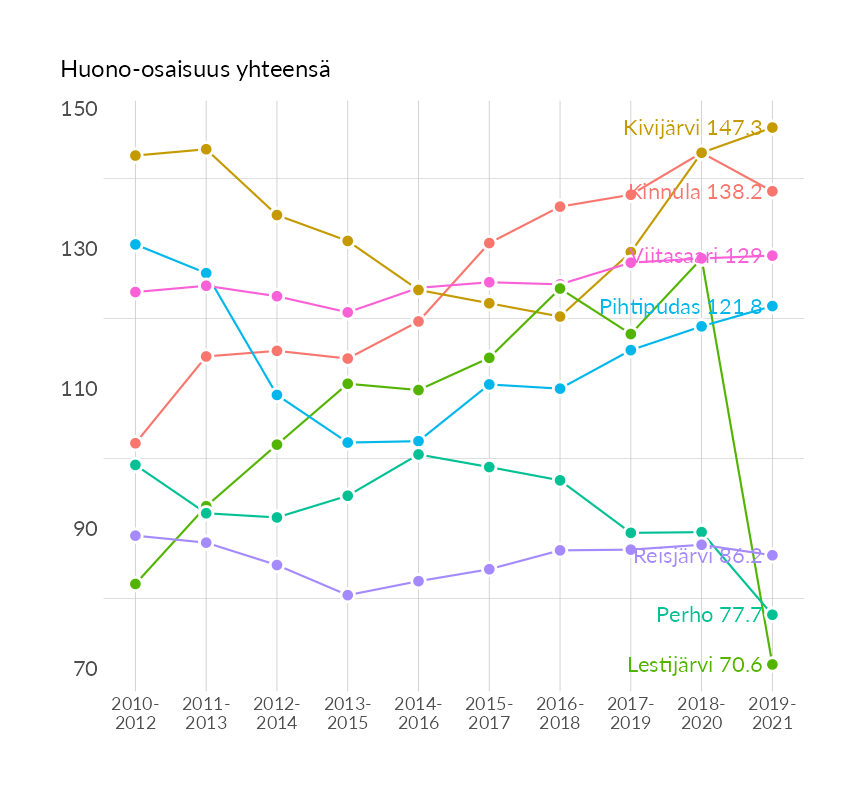 Huono-osaisuus yhteensä
150
Kivijärvi 147.3
Kinnula 138.2
130
Viitasaari 129
Pihtipudas 121.8
110
90
Reisjärvi 86.2
Perho 77.7
70
Lestijärvi 70.6
2010- 2011- 2012- 2013- 2014- 2015- 2016- 2017- 2018- 2019-
2012 2013 2014 2015 2016 2017 2018 2019 2020 2021